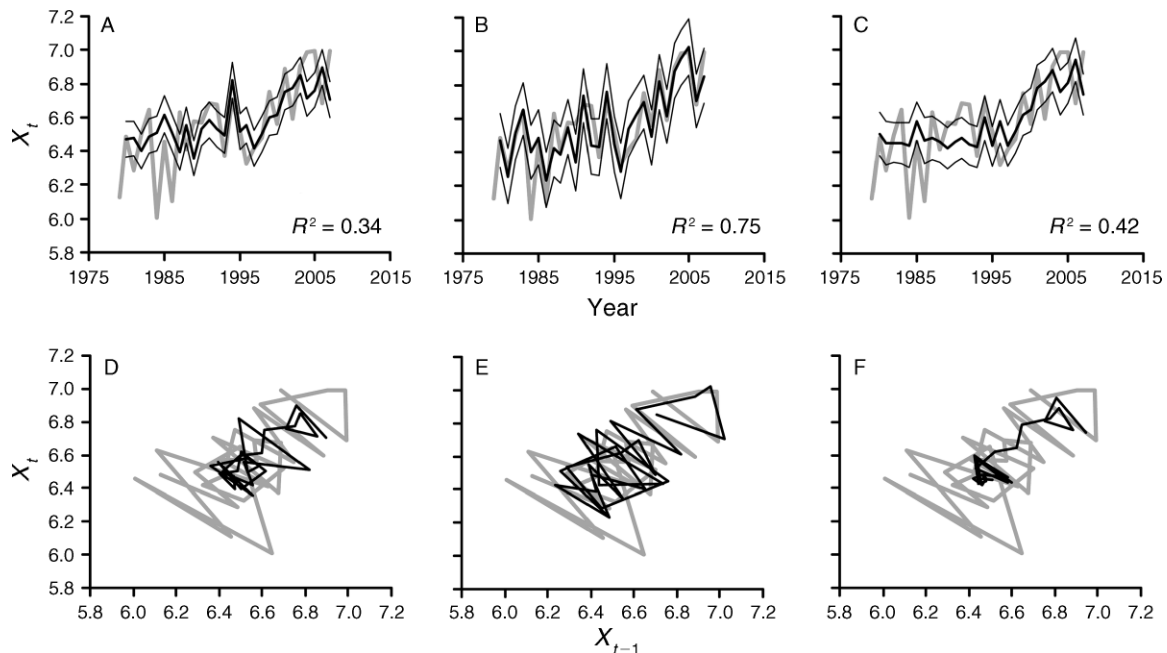 A
B
C
7.2
7.0
6.8
6.6
6.4
6.2
6.0
5.8
X_t
R² = 0.34
R² = 0.75
R² = 0.42
1975 1985 1995 2005 2015
1975 1985 1995 2005 2015
1975 1985 1995 2005 2015
Year
D
E
F
7.2
7.0
6.8
6.6
6.4
6.2
6.0
5.8
X_t
5.8 6.0 6.2 6.4 6.6 6.8 7.0 7.2
5.8 6.0 6.2 6.4 6.6 6.8 7.0 7.2
5.8 6.0 6.2 6.4 6.6 6.8 7.0 7.2
X_{t−1}